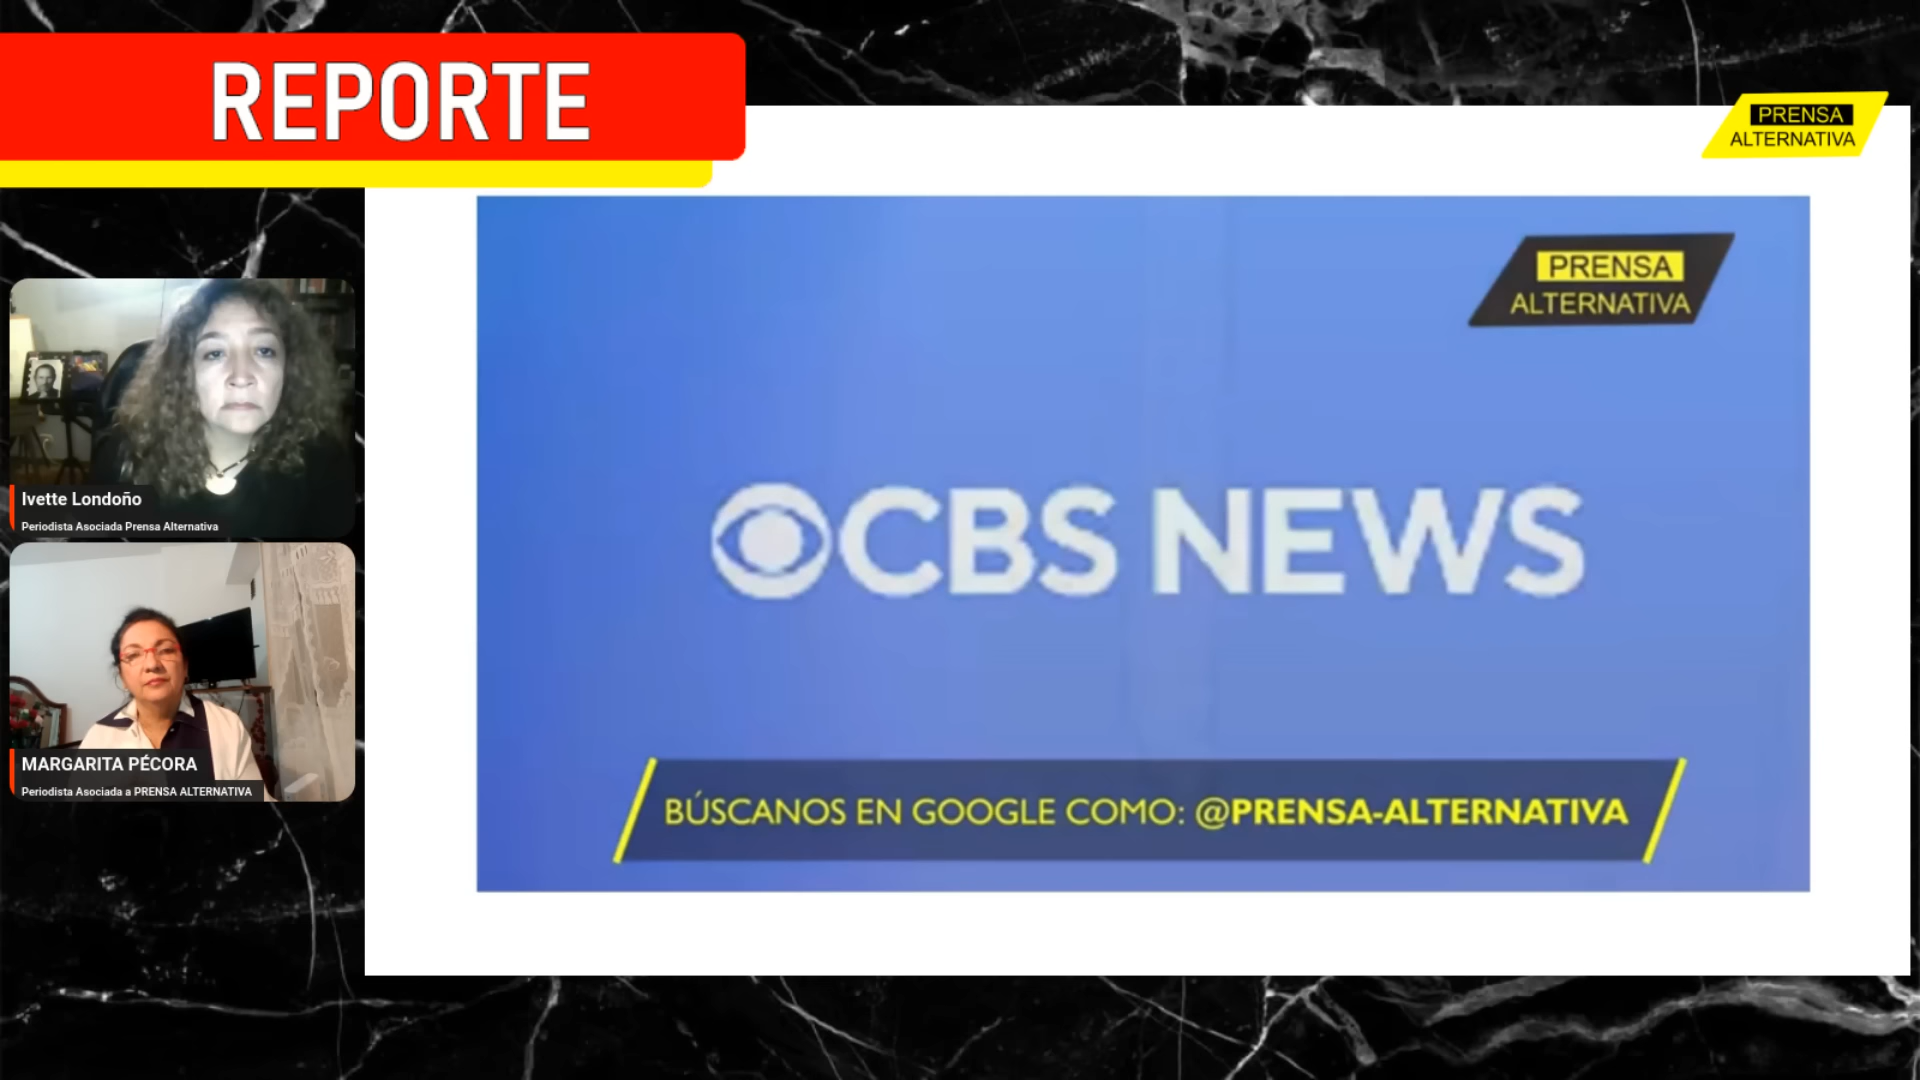 REPORTE
PRENSA
ALTERNATIVA
PRENSA
ALTERNATIVA
CBS NEWS
BÚSCANOS EN GOOGLE COMO: @PRENSA-ALTERNATIVA
Ivette Londoño
Periodista Asociada Prensa Alternativa
MARGARITA PÉCORA
Periodista Asociada a PRENSA ALTERNATIVA